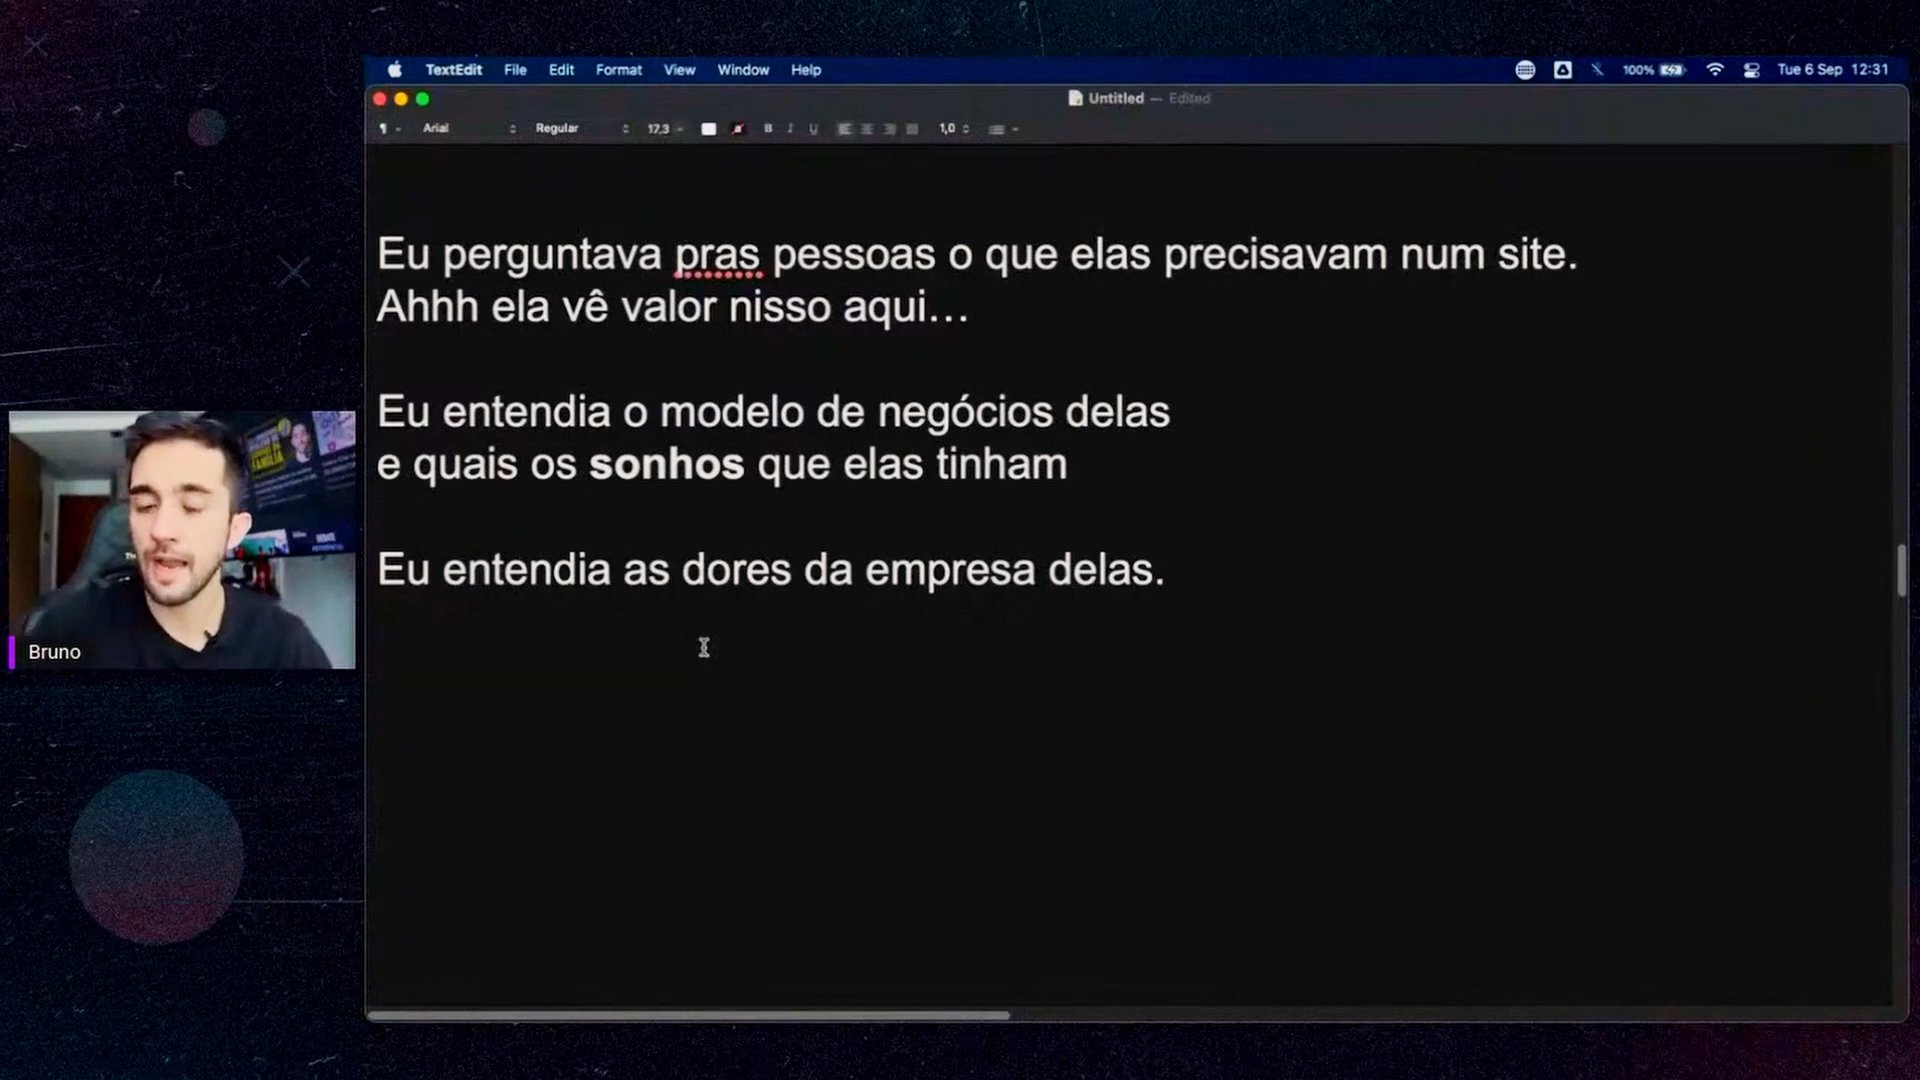 TextEdit File Edit Format View Window Help 100% Tue 6 Sep 12:31
Untitled — Edited
¶ Arial Regular 17,3 B I U 1,0
Eu perguntava pras pessoas o que elas precisavam num site.
Ahhh ela vê valor nisso aqui…
Eu entendia o modelo de negócios delas
e quais os sonhos que elas tinham
Eu entendia as dores da empresa delas.
FAMÍLIA
Bruno